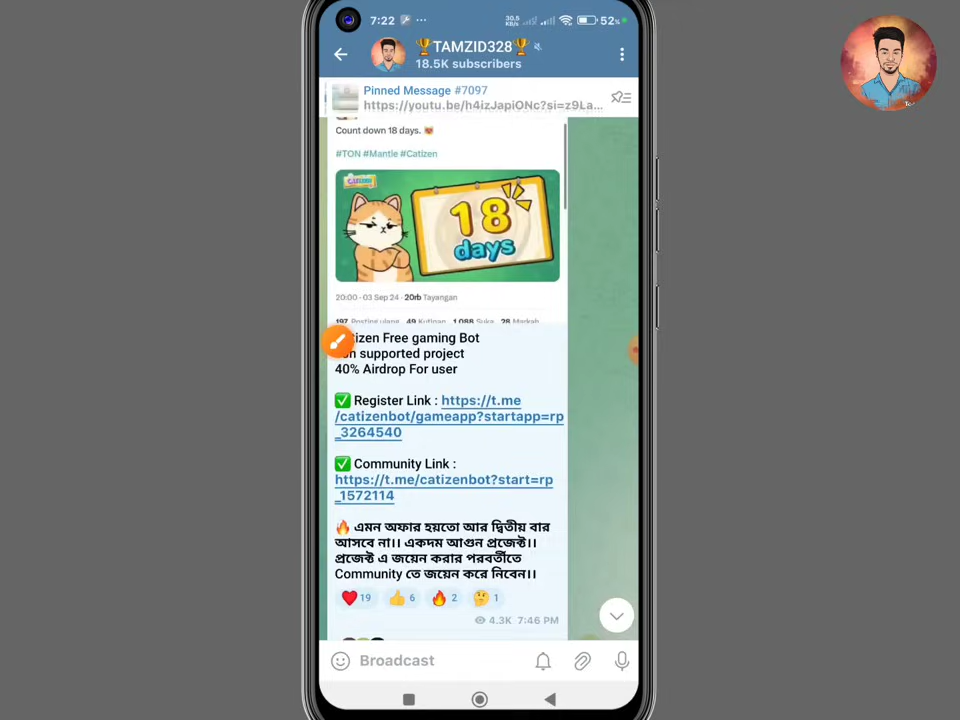 7:22
30.5 KB/S
52%
🏆TAMZID328🏆
18.5K subscribers
Pinned Message #7097
https://youtu.be/h4izJapiONc?si=z9La...
Count down 18 days. 😻
#TON #Mantle #Catizen
18
days
20:00 · 03 Sep 24 · 20rb Tayangan
Free gaming Bot
supported project
40% Airdrop For user
✅ Register Link : https://t.me
/catizenbot/gameapp?startapp=rp
_3264540
✅ Community Link :
https://t.me/catizenbot?start=rp
_1572114
🔥 এমন অফার হয়তো আর দ্বিতীয় বার
আসবে না।। একদম আগুন প্রজেক্ট।।
প্রজেক্ট এ জয়েন করার পরবর্তীতে
Community তে জয়েন করে নিবেন।।
❤️ 19 👍 6 🔥 2 🤔 1
4.3K 7:46 PM
Broadcast